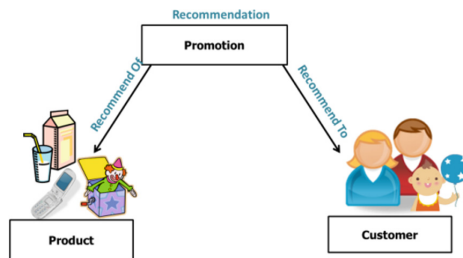 Recommendation
Promotion
Recommend Of
Recommend To
Product
Customer